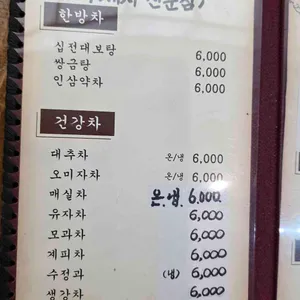 한방차
십전대보탕 6,000
쌍금탕 6,000
인삼약차 6,000
건강차
대추차 온/냉 6,000
오미자차 온/냉 6,000
매실차 온.냉. 6,000
유자차 6,000
모과차 6,000
계피차 6,000
수정과 (냉) 6,000
생강차 6,000